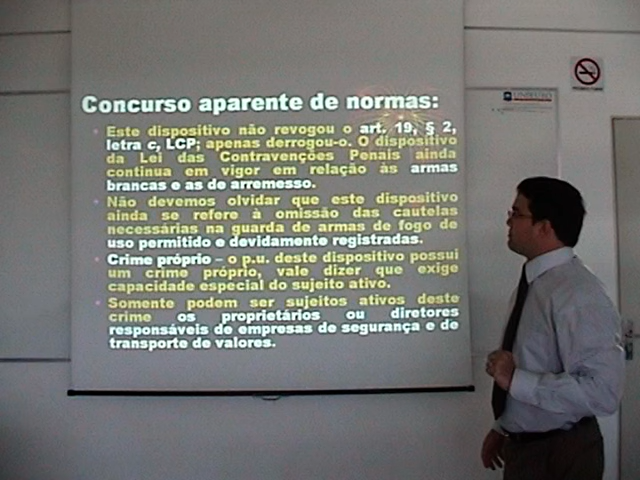 Concurso aparente de normas:
Este dispositivo não revogou o art. 19, § 2,
letra c, LCP; apenas derrogou-o. O dispositivo
da Lei das Contravenções Penais ainda
continua em vigor em relação às armas
brancas e as de arremesso.
Não devemos olvidar que este dispositivo
ainda se refere à omissão das cautelas
necessárias na guarda de armas de fogo de
uso permitido e devidamente registradas.
Crime próprio – o p.u. deste dispositivo possui
um crime próprio, vale dizer que exige
capacidade especial do sujeito ativo.
Somente podem ser sujeitos ativos deste
crime os proprietários ou diretores
responsáveis de empresas de segurança e de
transporte de valores.